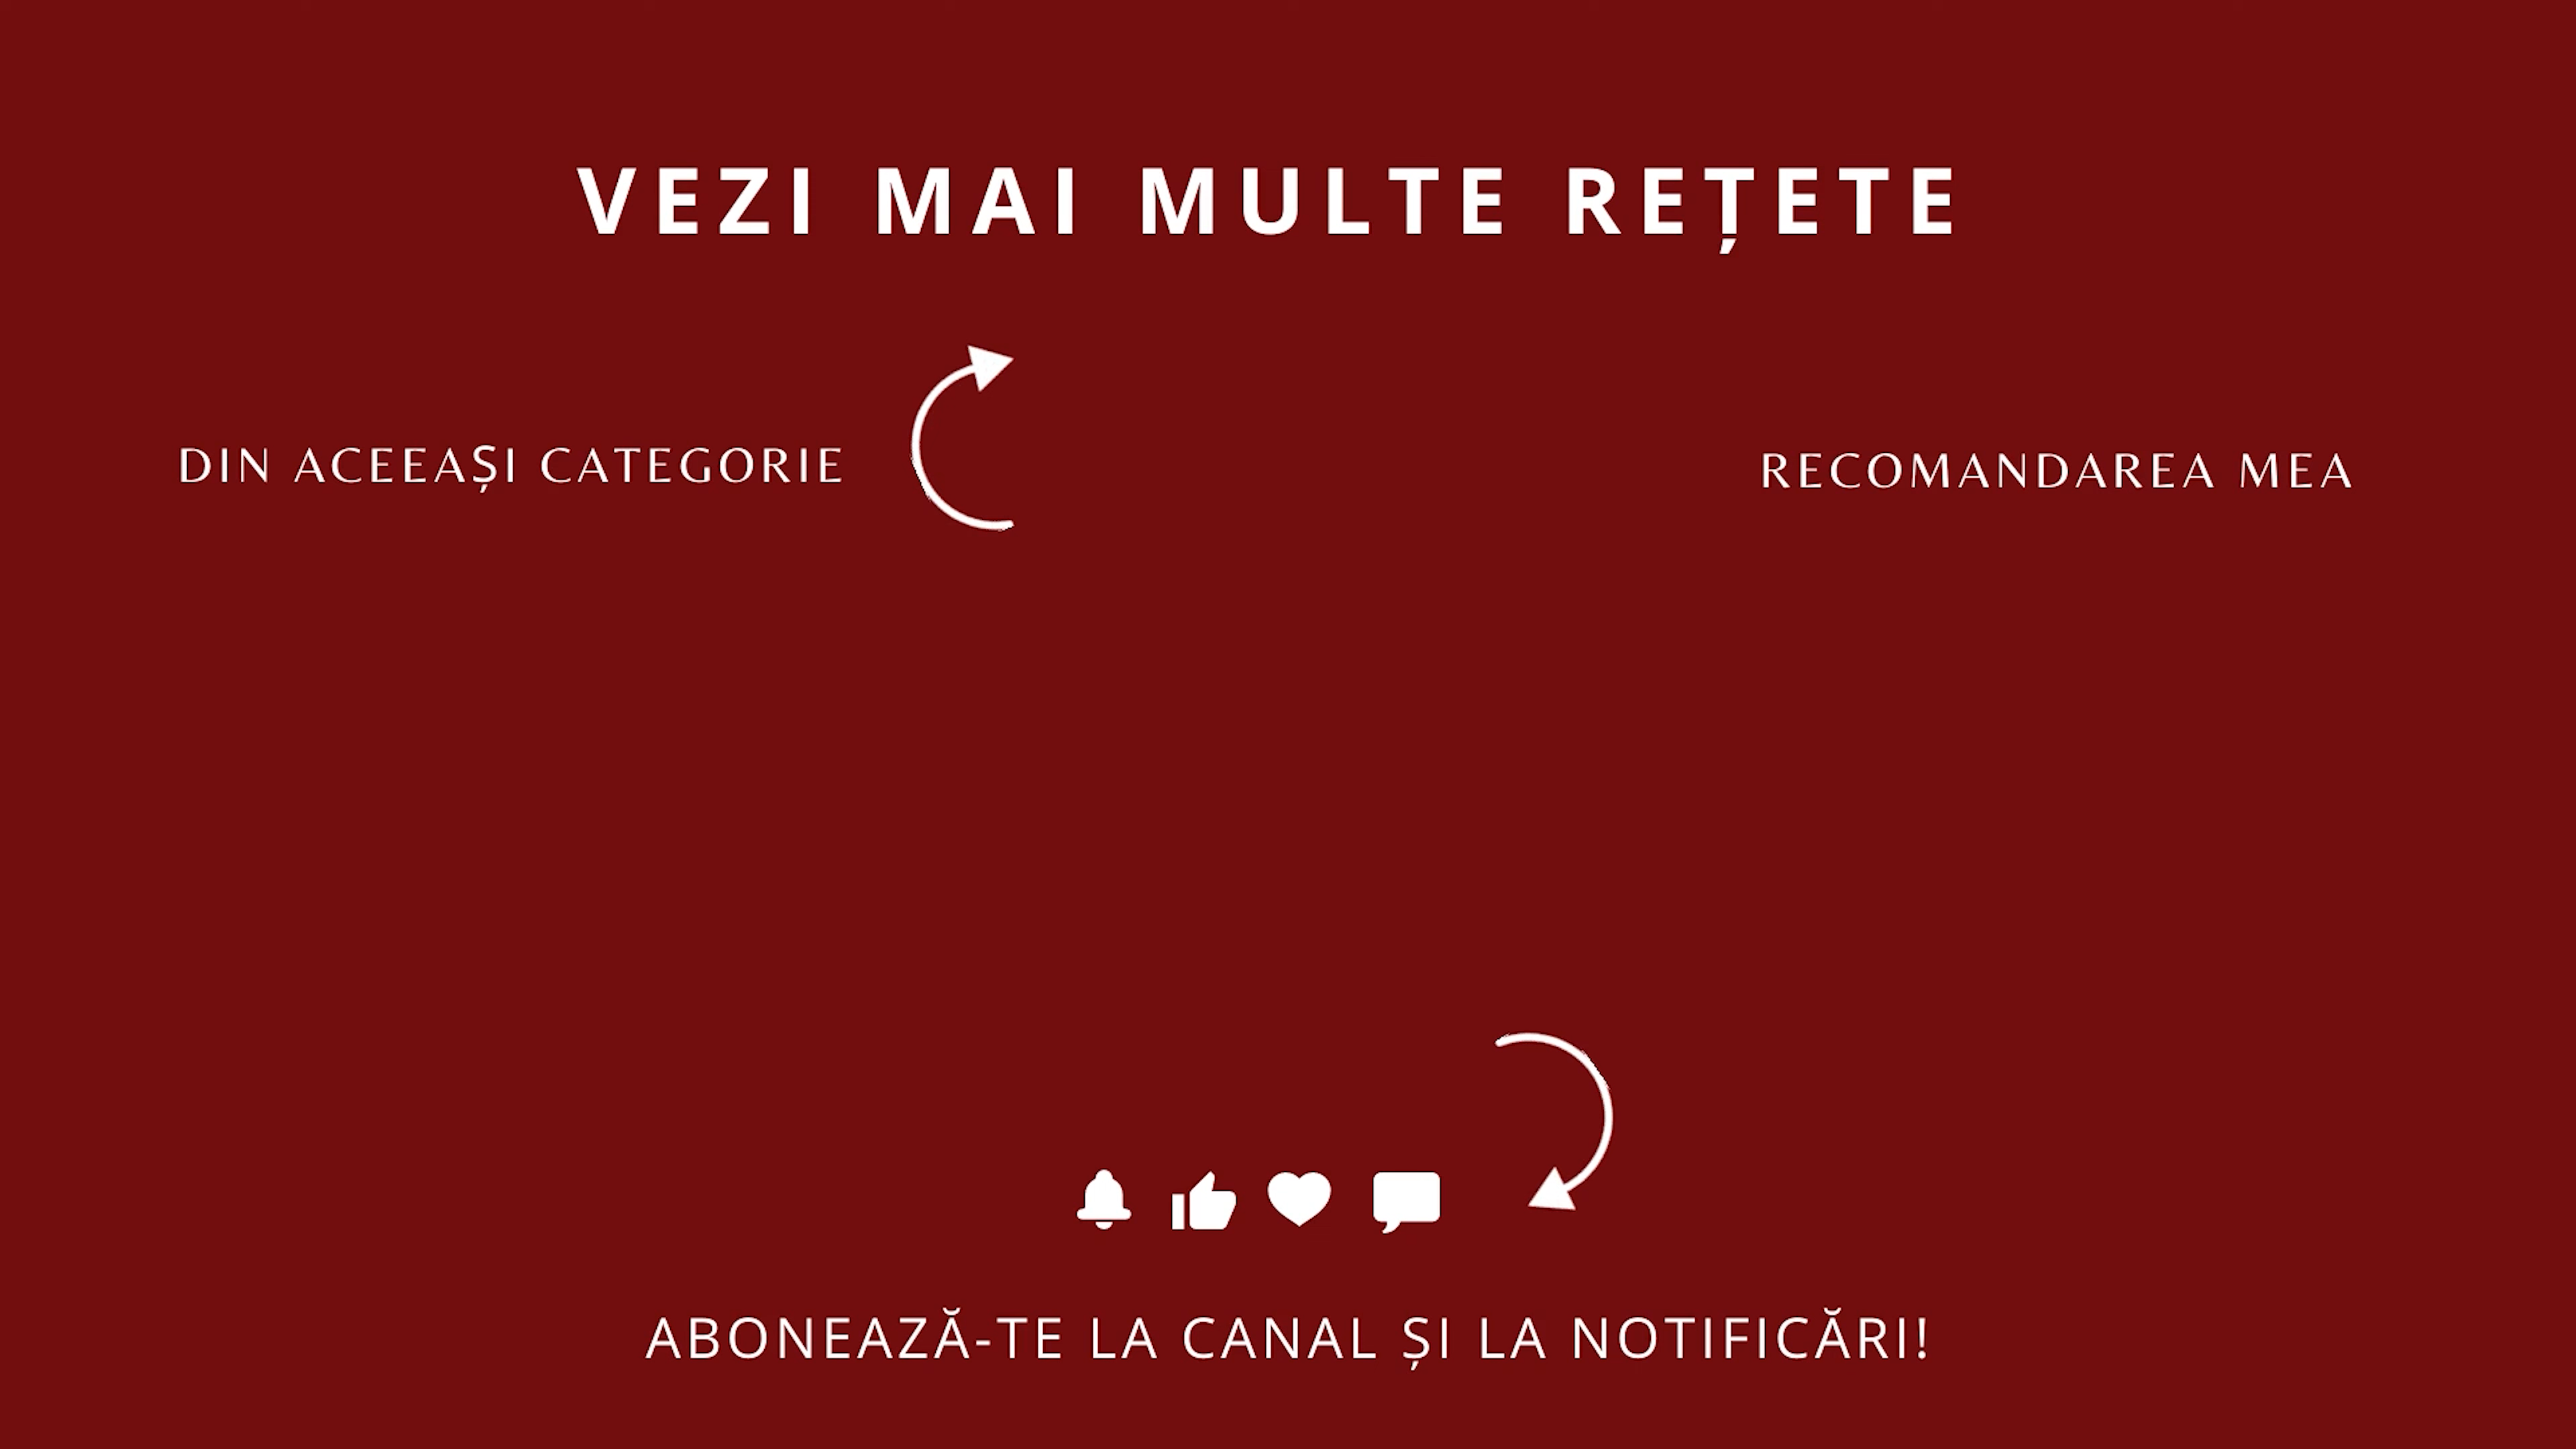 VEZI MAI MULTE REȚETE
DIN ACEEAȘI CATEGORIE
RECOMANDAREA MEA
ABONEAZĂ-TE LA CANAL ȘI LA NOTIFICĂRI!